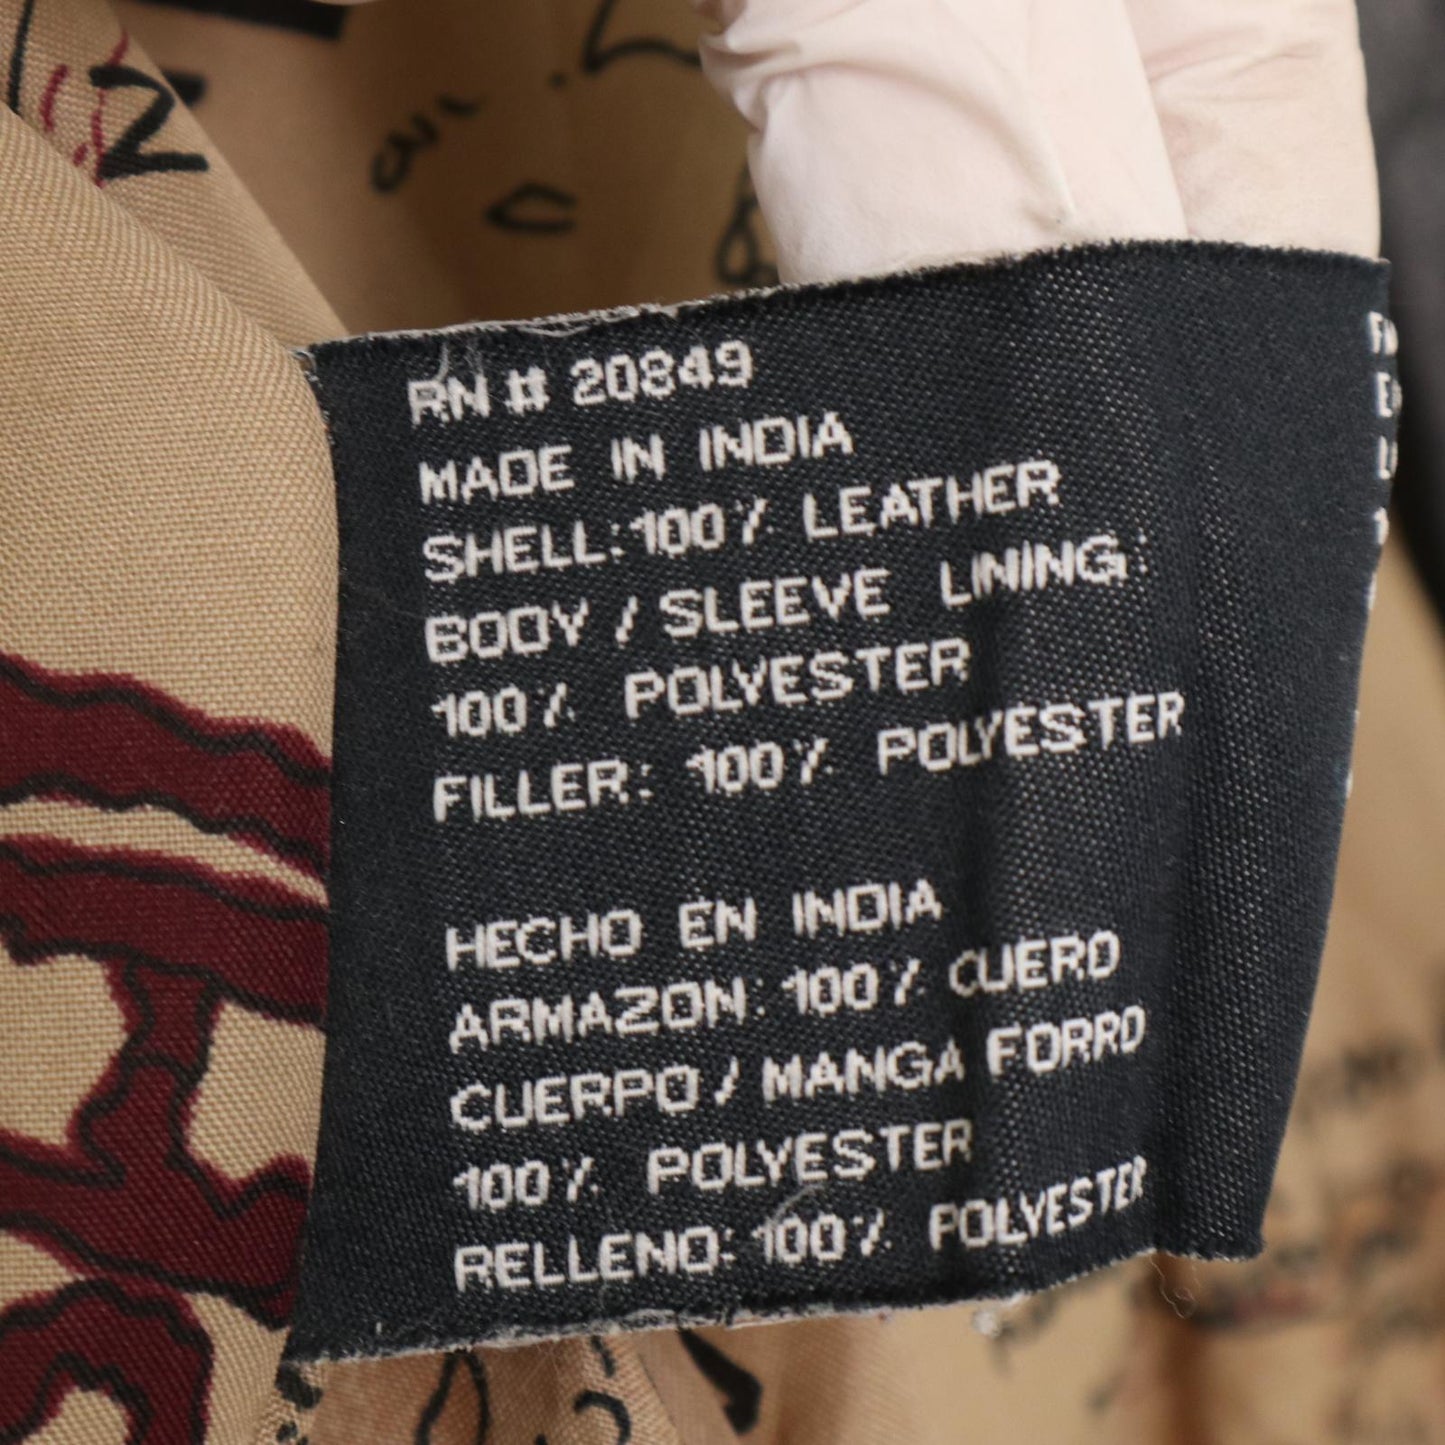 RN # 20849
MADE IN INDIA
SHELL: 100% LEATHER
BODY / SLEEVE LINING:
100% POLYESTER
FILLER: 100% POLYESTER
HECHO EN INDIA
ARMAZON: 100% CUERO
CUERPO / MANGA FORRO
100% POLYESTER
RELLENO: 100% POLYESTER